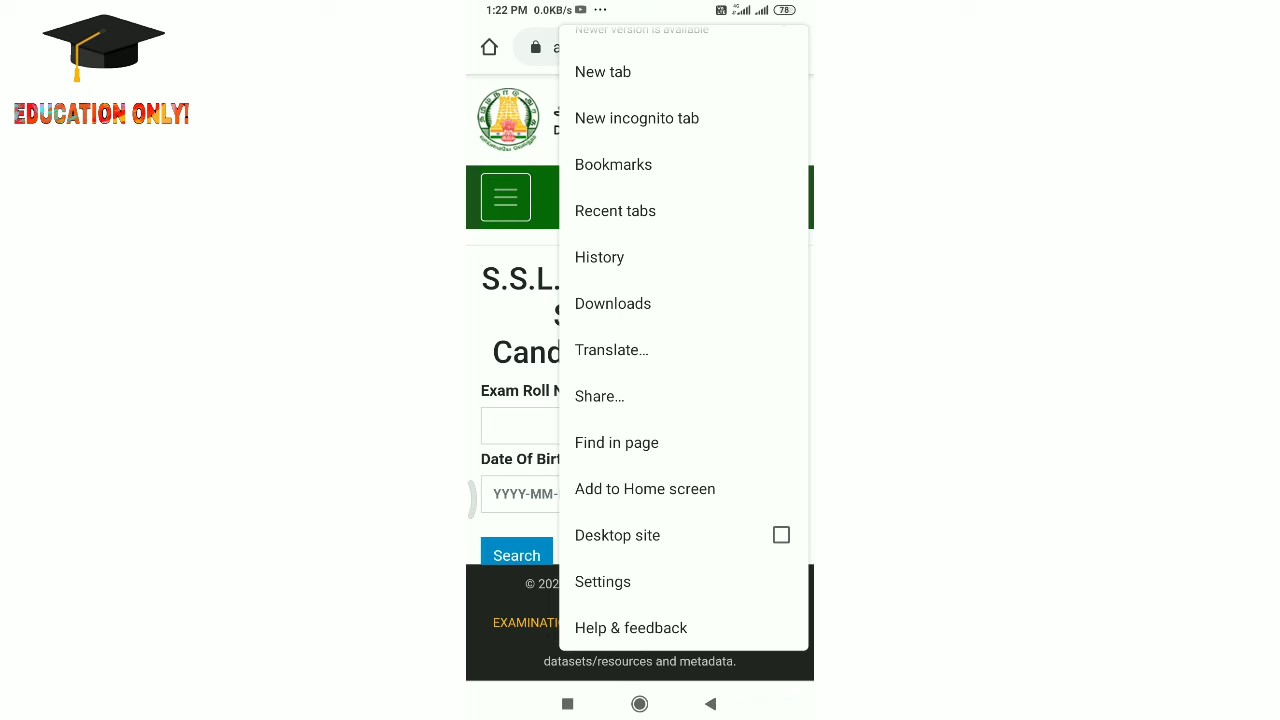 1:22 PM 0.0KB/s
4G
78
EDUCATION ONLY!
Newer version is available
New tab
New incognito tab
Bookmarks
Recent tabs
History
Downloads
Translate...
Share...
Find in page
Add to Home screen
Desktop site
Settings
Help & feedback
S.S.L.
Cand
Exam Roll N
Date Of Birt
YYYY-MM-
Search
© 202
EXAMINATI
datasets/resources and metadata.